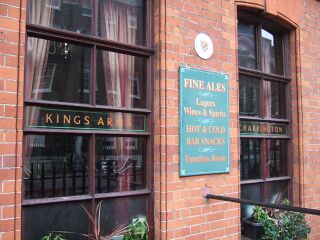 KINGS ARMS
FINE ALES
Lagers
Wines & Spirits
HOT & COLD
BAR SNACKS
Function Room
HARRINGTON